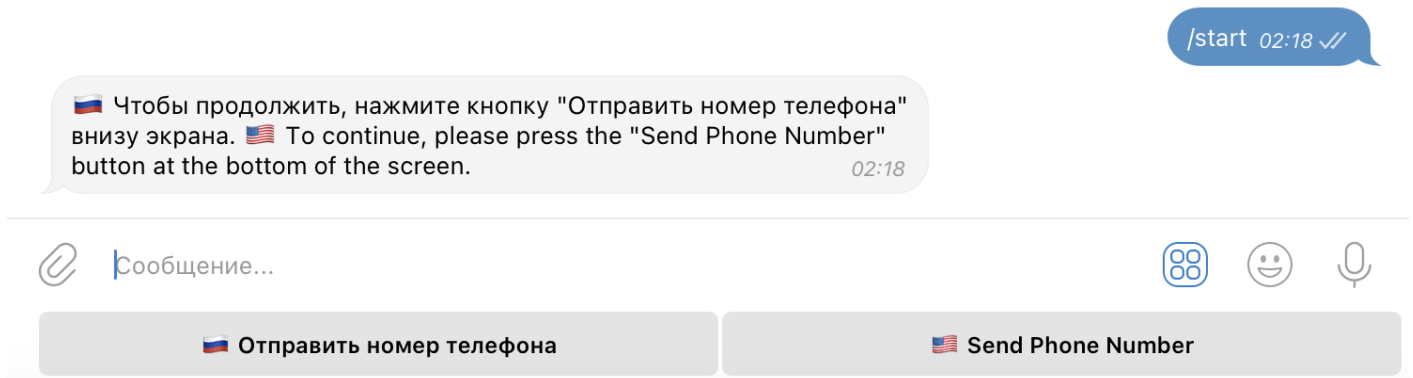 /start 02:18
🇷🇺 Чтобы продолжить, нажмите кнопку "Отправить номер телефона"
внизу экрана. 🇺🇸 To continue, please press the "Send Phone Number"
button at the bottom of the screen. 02:18
Сообщение...
🇷🇺 Отправить номер телефона
🇺🇸 Send Phone Number